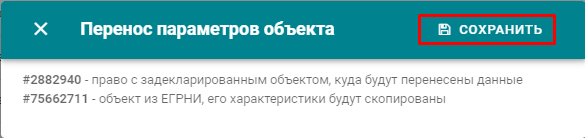 Перенос параметров объекта
СОХРАНИТЬ
#2882940 - право с задекларированным объектом, куда будут перенесены данные
#75662711 - объект из ЕГРНИ, его характеристики будут скопированы